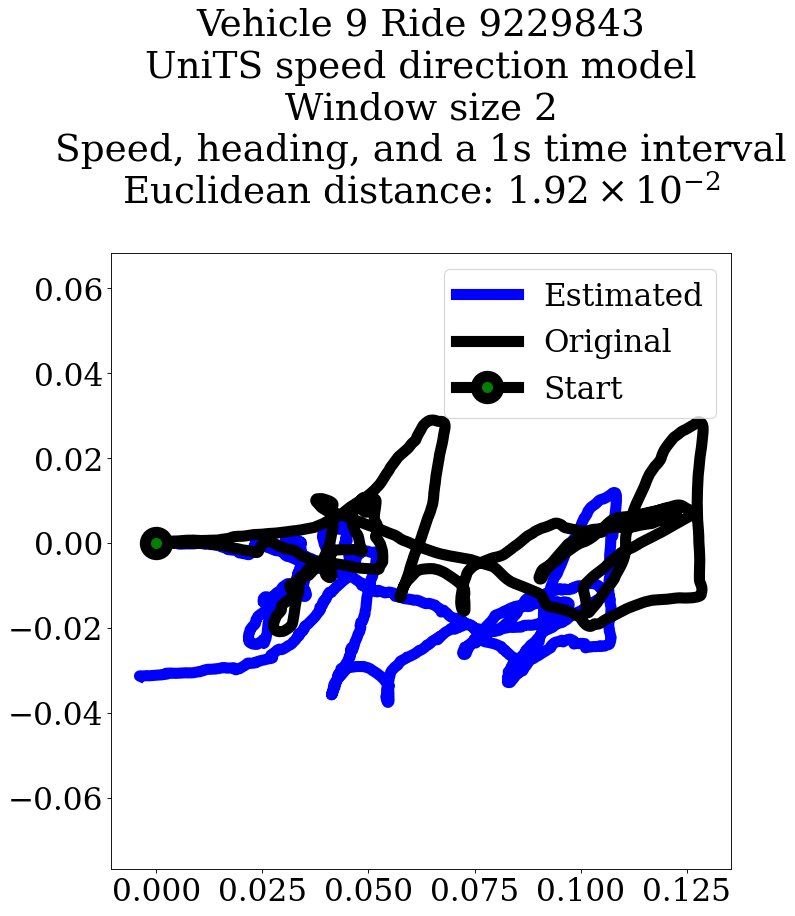 Vehicle 9 Ride 9229843
UniTS speed direction model
Window size 2
Speed, heading, and a 1s time interval
Euclidean distance: 1.92 × 10⁻²
Estimated
Original
Start
0.06
0.04
0.02
0.00
−0.02
−0.04
−0.06
0.000 0.025 0.050 0.075 0.100 0.125